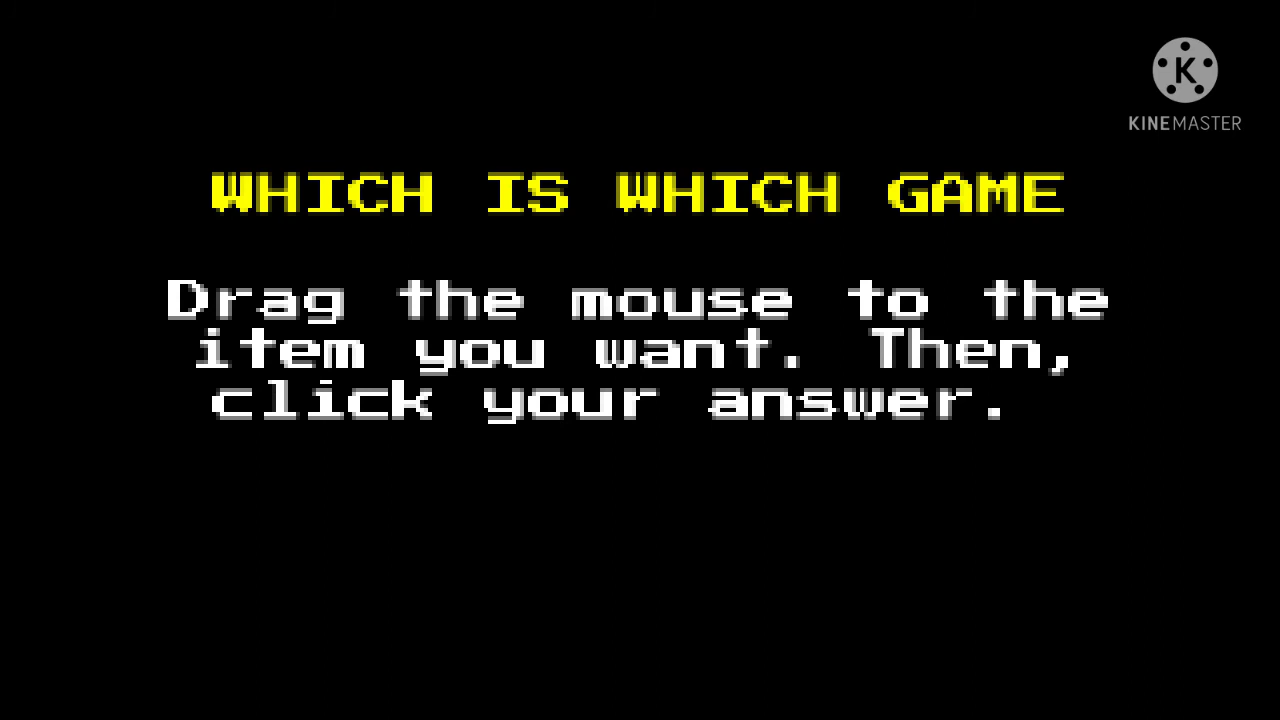 K
KINEMASTER
WHICH IS WHICH GAME
Drag the mouse to the
item you want. Then,
click your answer.